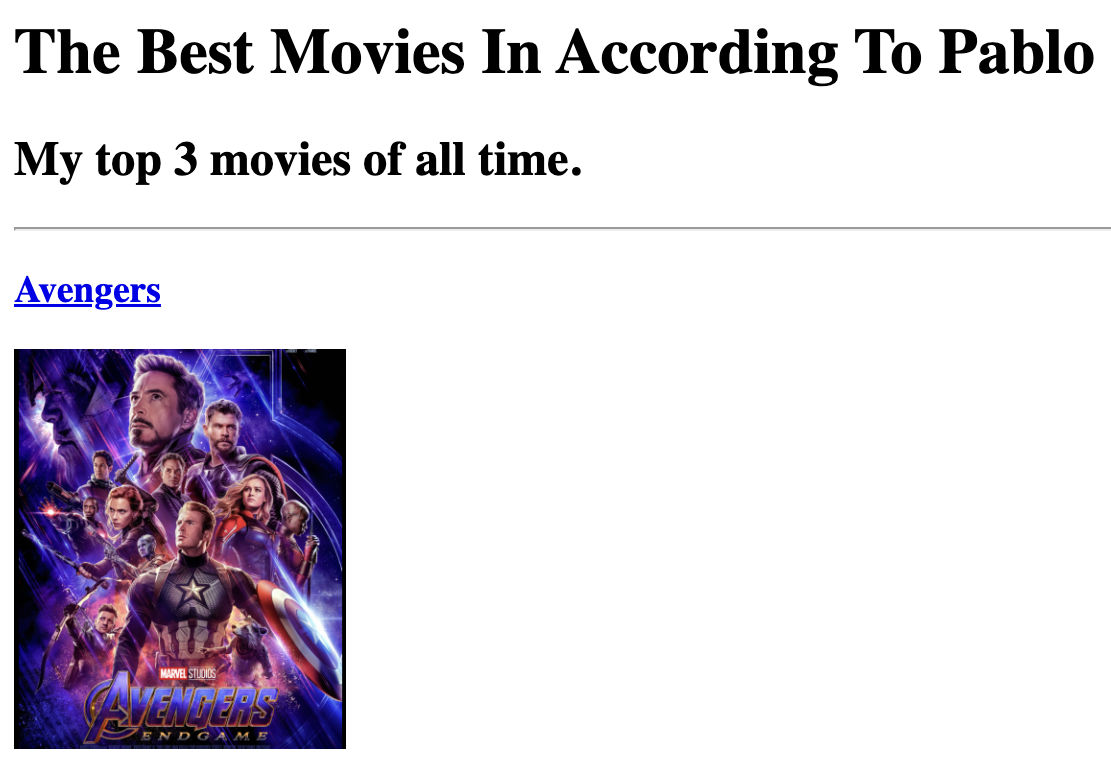 The Best Movies In According To Pablo
My top 3 movies of all time.
Avengers
MARVEL STUDIOS
AVENGERS
ENDGAME